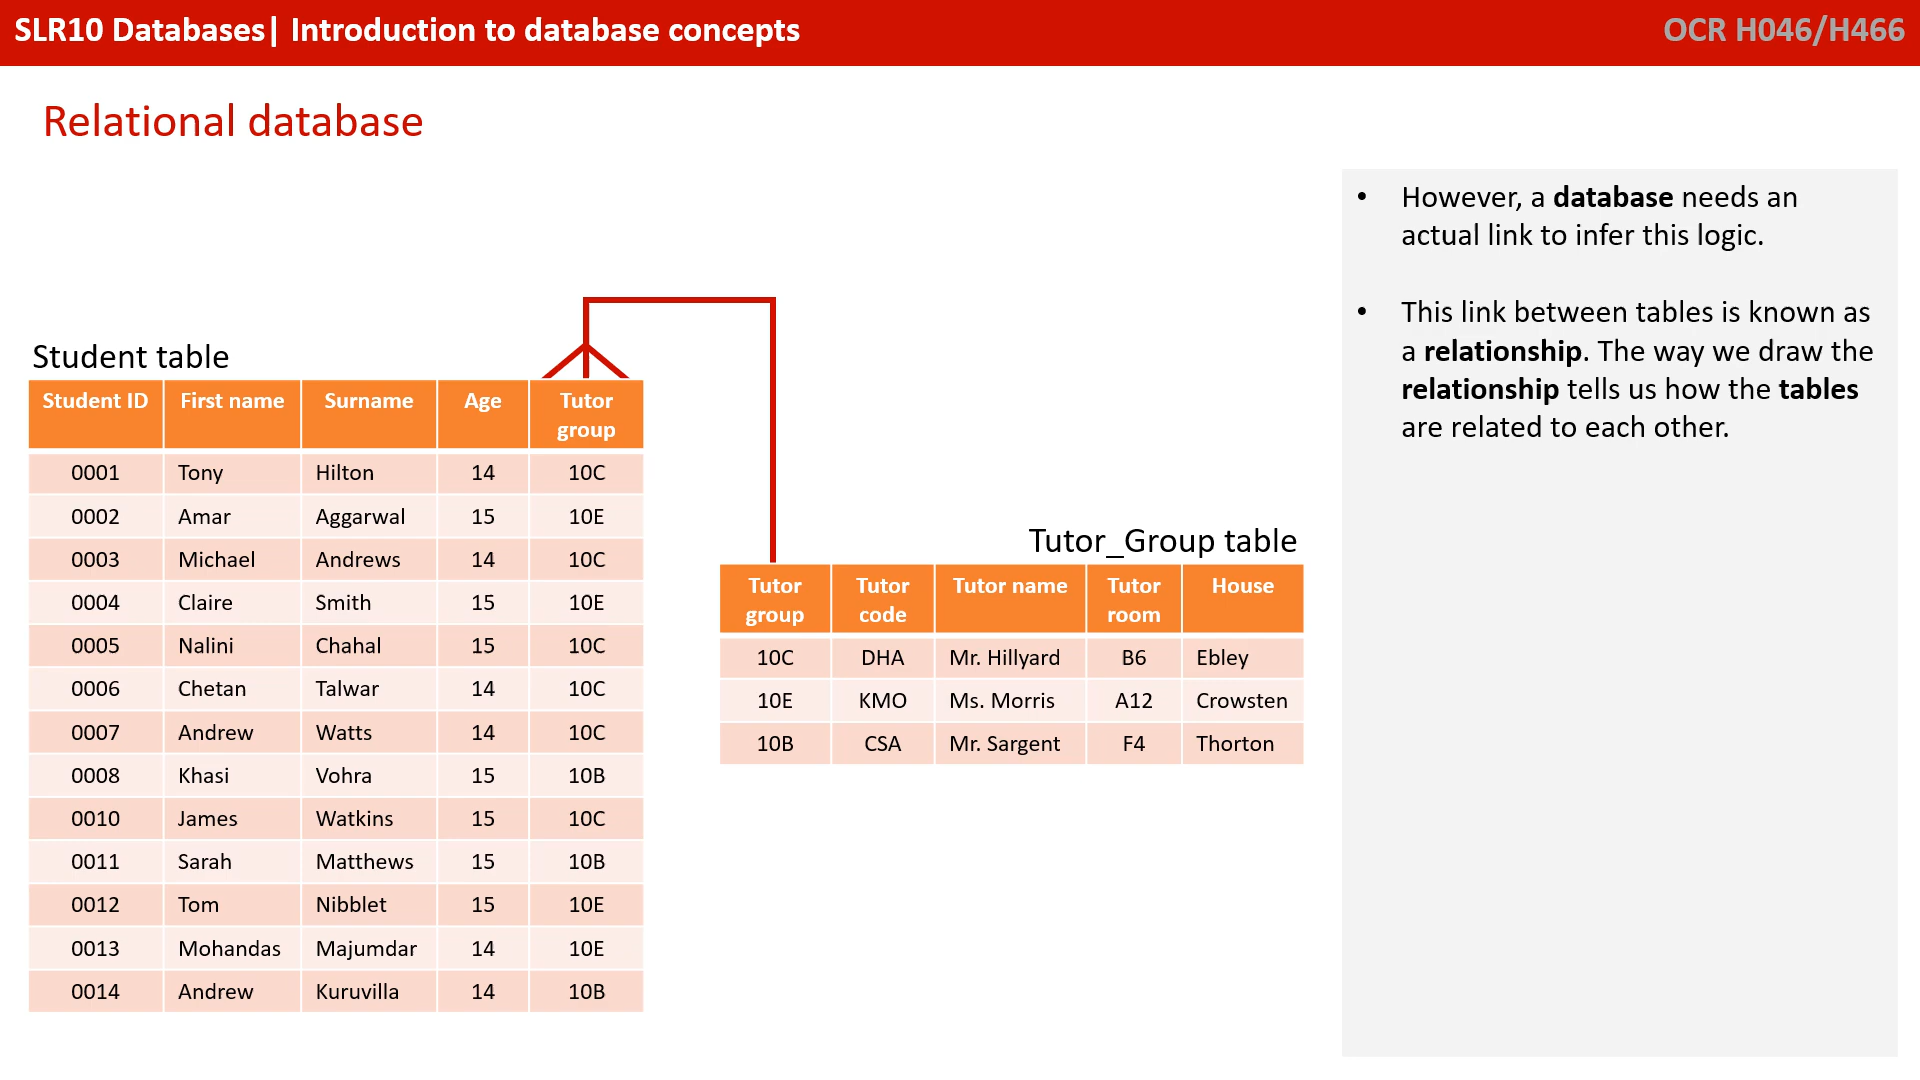 SLR10 Databases| Introduction to database concepts
OCR H046/H466
Relational database
Student table
Student ID First name Surname Age Tutor group
0001 Tony Hilton 14 10C
0002 Amar Aggarwal 15 10E
0003 Michael Andrews 14 10C
0004 Claire Smith 15 10E
0005 Nalini Chahal 15 10C
0006 Chetan Talwar 14 10C
0007 Andrew Watts 14 10C
0008 Khasi Vohra 15 10B
0010 James Watkins 15 10C
0011 Sarah Matthews 15 10B
0012 Tom Nibblet 15 10E
0013 Mohandas Majumdar 14 10E
0014 Andrew Kuruvilla 14 10B
Tutor_Group table
Tutor group Tutor code Tutor name Tutor room House
10C DHA Mr. Hillyard B6 Ebley
10E KMO Ms. Morris A12 Crowsten
10B CSA Mr. Sargent F4 Thorton
• However, a database needs an
actual link to infer this logic.
• This link between tables is known as
a relationship. The way we draw the
relationship tells us how the tables
are related to each other.